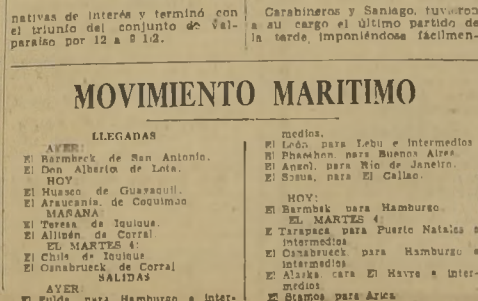 nativas de interés y terminó con
el triunfo del conjunto de Val-
paraíso por 12 a 9 1|2.
Carabineros y Santiago, tuvieron
a su cargo el último partido de
la tarde, imponiéndose fácilmen-
MOVIMIENTO MARITIMO
LLEGADAS
AYER:
El Barmbeck, de San Antonio.
El Don Alberto, de Lota.
HOY:
El Huasco, de Guayaquil.
El Araucanía, de Coquimbo
MAÑANA:
El Teresa, de Iquique.
El Allipén, de Corral.
EL MARTES 4:
El Chile de Iquique
El Osnabrueck, de Corral
SALIDAS
AYER:
El Fulda, para Hamburgo e inter-
medios.
El León, para Lebu e intermedios
El Phaethon, para Buenos Aires.
El Angol, para Río de Janeiro.
El para El Callao.
HOY:
El Barmbek para Hamburgo.
EL MARTES 4:
E Tarapacá, para Puerto Natales e
intermedios.
El Osnabrueck, para Hamburgo e
intermedios
El Alaska, para El Havre e inter-
medios
El Stamos para Arica